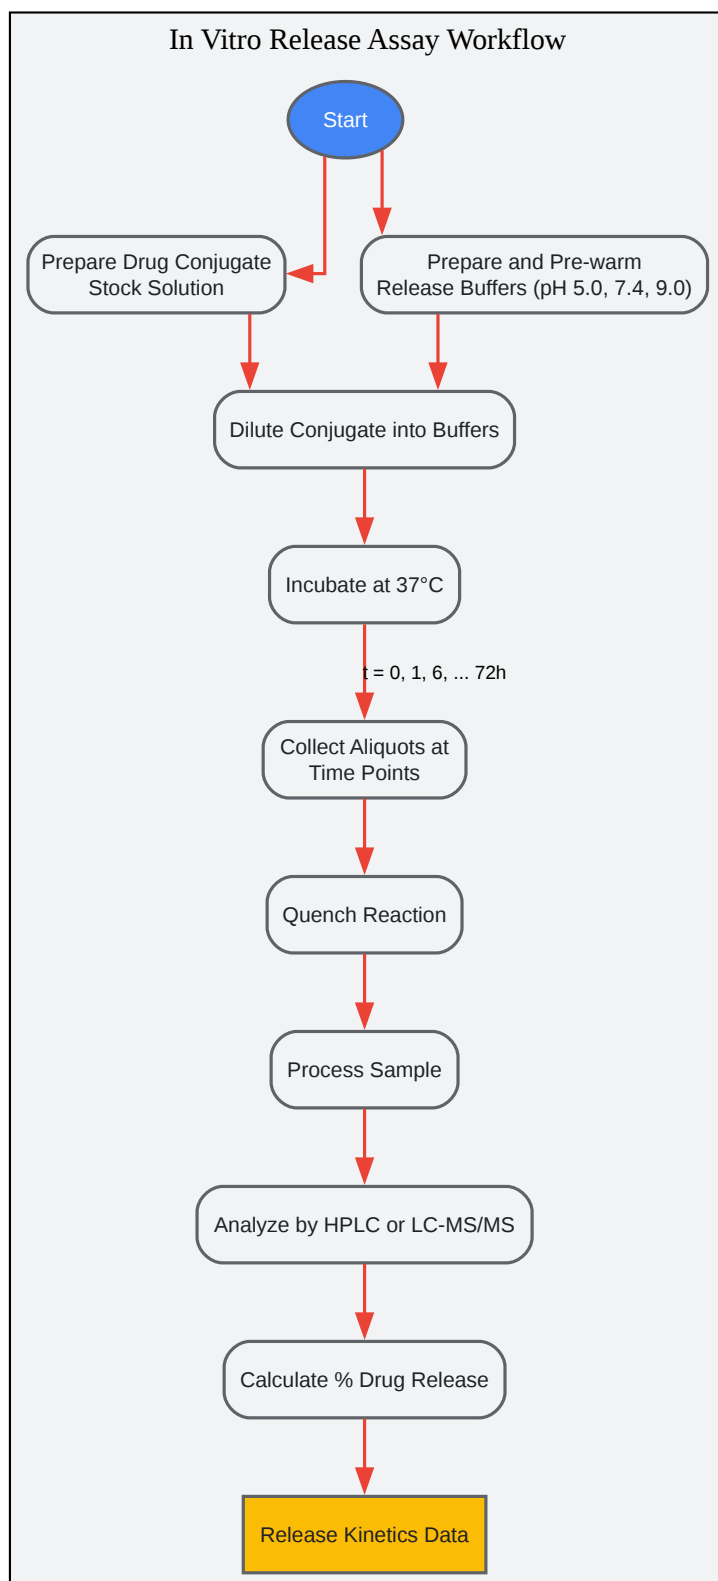 In Vitro Release Assay Workflow
Start
Prepare Drug Conjugate
Stock Solution
Prepare and Pre-warm
Release Buffers (pH 5.0, 7.4, 9.0)
Dilute Conjugate into Buffers
Incubate at 37°C
t = 0, 1, 6, ... 72h
Collect Aliquots at
Time Points
Quench Reaction
Process Sample
Analyze by HPLC or LC-MS/MS
Calculate % Drug Release
Release Kinetics Data